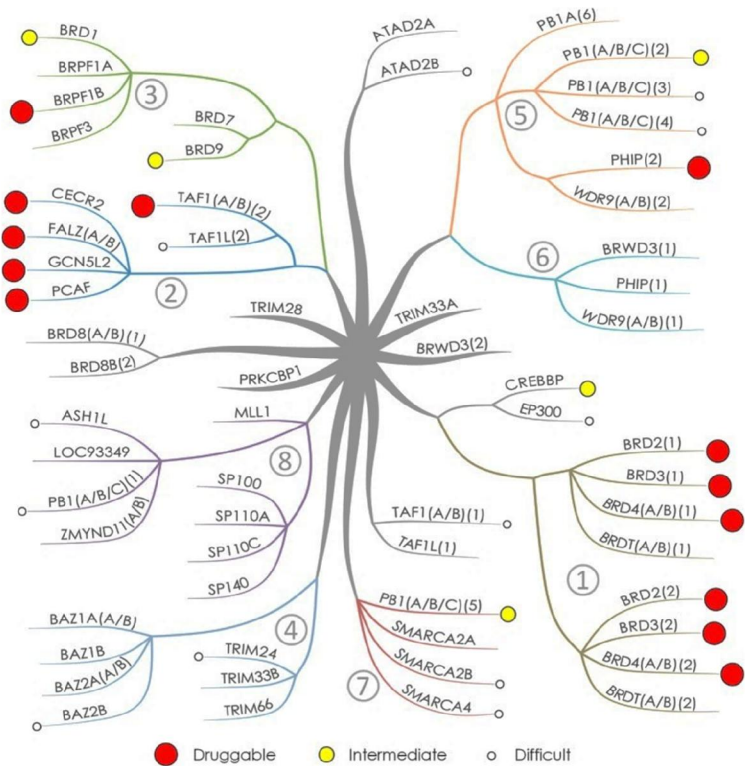 BRD1
BRPF1A
BRPF1B
BRPF3
3
BRD7
BRD9
ATAD2A
ATAD2B
PB1A(6)
PB1(A/B/C)(2)
PB1(A/B/C)(3)
PB1(A/B/C)(4)
5
PHIP(2)
WDR9(A/B)(2)
CECR2
FALZ(A/B)
GCN5L2
PCAF
TAF1(A/B)(2)
TAF1L(2)
2
6
BRWD3(1)
PHIP(1)
WDR9(A/B)(1)
TRIM28
TRIM33A
BRD8(A/B)(1)
BRD8B(2)
BRWD3(2)
PRKCBP1
CREBBP
EP300
MLL1
ASH1L
LOC93349
PB1(A/B/C)(1)
ZMYND11(A/B)
8
SP100
SP110A
SP110C
SP140
TAF1(A/B)(1)
TAF1L(1)
BRD2(1)
BRD3(1)
BRD4(A/B)(1)
BRDT(A/B)(1)
1
BRD2(2)
BRD3(2)
BRD4(A/B)(2)
BRDT(A/B)(2)
BAZ1A(A/B)
BAZ1B
BAZ2A(A/B)
BAZ2B
4
TRIM24
TRIM33B
TRIM66
PB1(A/B/C)(5)
SMARCA2A
SMARCA2B
SMARCA4
7
Druggable Intermediate Difficult